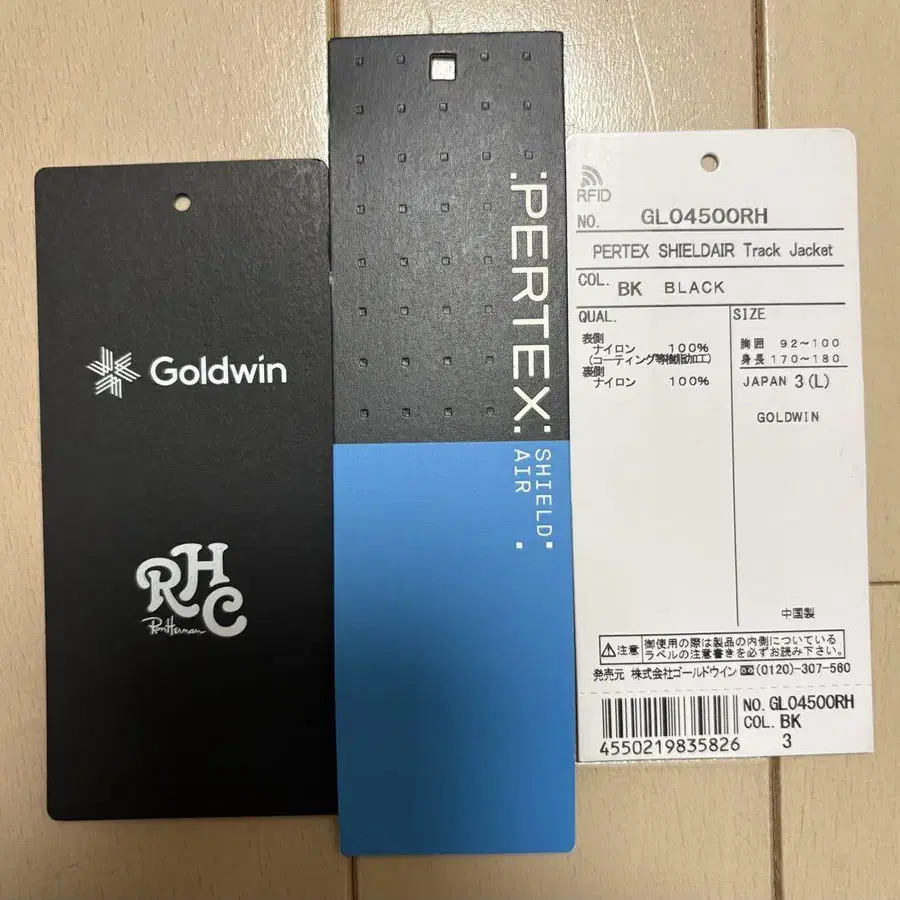 Goldwin
RHC
Ron Herman
:PERTEX:
SHIELD:
AIR .
RFID
NO. GL04500RH
PERTEX SHIELDAIR Track Jacket
COL. BK BLACK
QUAL.
表側
ナイロン 100%
(コーティング等樹脂加工)
裏側
ナイロン 100%
SIZE
胸囲 92~100
身長 170~180
JAPAN 3(L)
GOLDWIN
中国製
注意 御使用の際は製品の内側についている
ラベルの注意書きを必ずお読み下さい。
発売元 株式会社ゴールドウイン (0120)-307-560
4550219835826
NO. GL04500RH
COL. BK
3